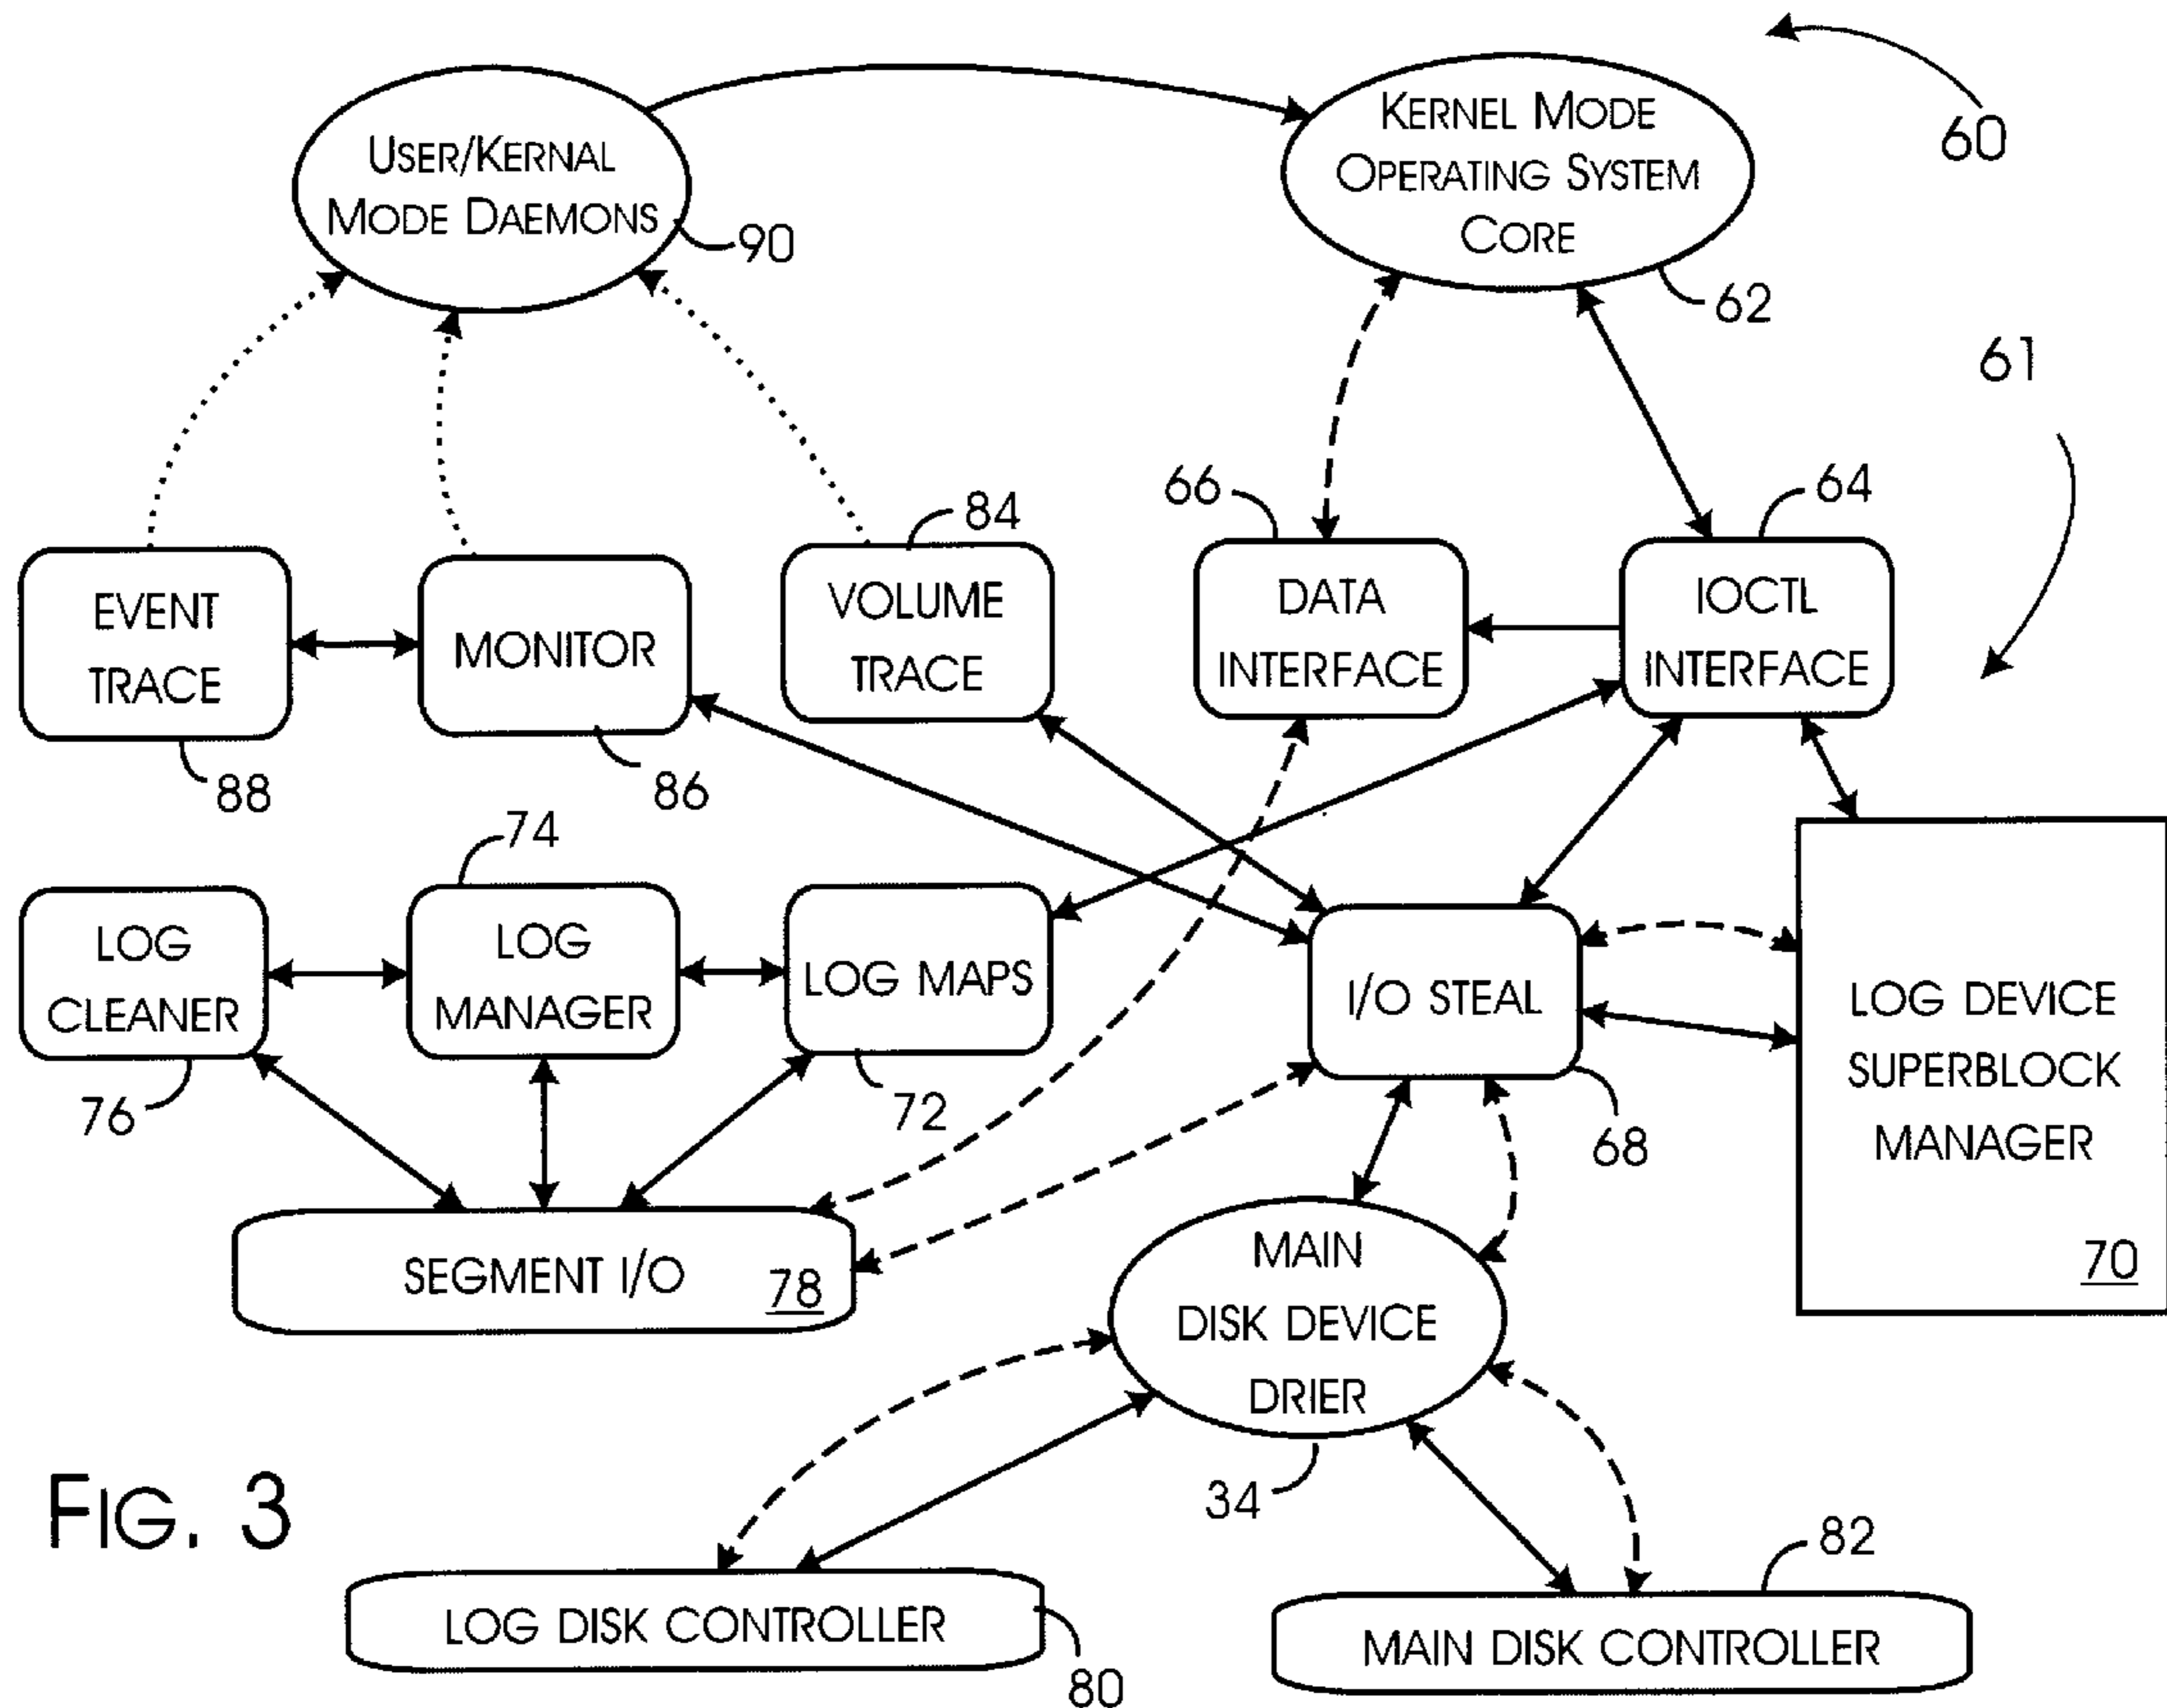 60
USER/KERNAL
MODE DAEMONS
90
KERNEL MODE
OPERATING SYSTEM
CORE
62
61
66
64
84
EVENT
TRACE
88
MONITOR
86
VOLUME
TRACE
DATA
INTERFACE
IOCTL
INTERFACE
74
LOG
CLEANER
76
LOG
MANAGER
LOG MAPS
72
I/O STEAL
68
LOG DEVICE
SUPERBLOCK
MANAGER
70
SEGMENT I/O
78
MAIN
DISK DEVICE
DRIER
34
FIG. 3
LOG DISK CONTROLLER
80
82
MAIN DISK CONTROLLER